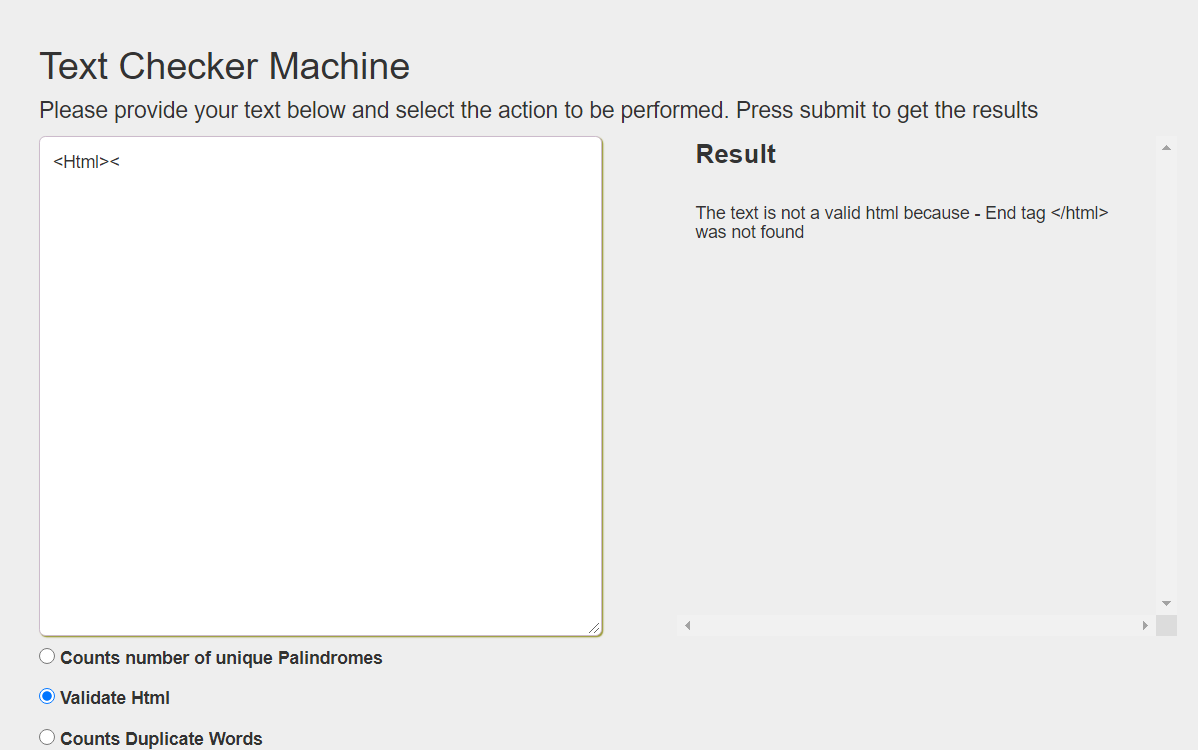 Text Checker Machine
Please provide your text below and select the action to be performed. Press submit to get the results
<Html><
Result
The text is not a valid html because - End tag </html>
was not found
Counts number of unique Palindromes
Validate Html
Counts Duplicate Words